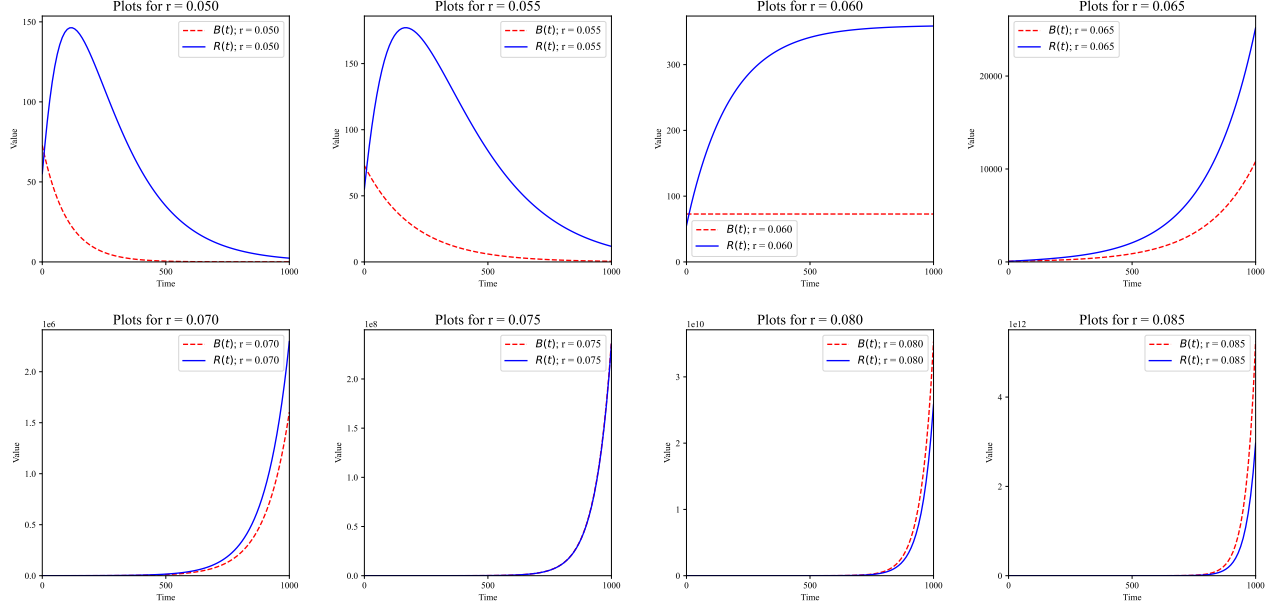 Plots for r = 0.050
150
100
50
0
0
500
1000
Value
Time
B(t); r = 0.050
R(t); r = 0.050
Plots for r = 0.055
150
100
50
0
0
500
1000
Value
Time
B(t); r = 0.055
R(t); r = 0.055
Plots for r = 0.060
300
200
100
0
0
500
1000
Value
Time
B(t); r = 0.060
R(t); r = 0.060
Plots for r = 0.065
20000
10000
0
0
500
1000
Value
Time
B(t); r = 0.065
R(t); r = 0.065
Plots for r = 0.070
1e6
2.0
1.5
1.0
0.5
0.0
0
500
1000
Value
Time
B(t); r = 0.070
R(t); r = 0.070
Plots for r = 0.075
1e8
2.0
1.5
1.0
0.5
0.0
0
500
1000
Value
Time
B(t); r = 0.075
R(t); r = 0.075
Plots for r = 0.080
1e10
3
2
1
0
0
500
1000
Value
Time
B(t); r = 0.080
R(t); r = 0.080
Plots for r = 0.085
1e12
4
2
0
0
500
1000
Value
Time
B(t); r = 0.085
R(t); r = 0.085